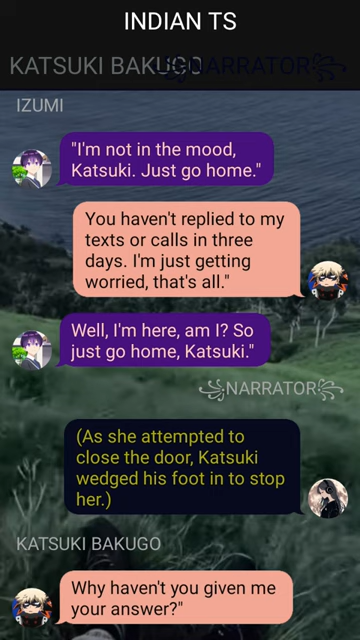 INDIAN TS
KATSUKI BAKUGO
꧁NARRATOR꧂
IZUMI
"I'm not in the mood,
Katsuki. Just go home."
You haven't replied to my
texts or calls in three
days. I'm just getting
worried, that's all."
Well, I'm here, am I? So
just go home, Katsuki."
꧁NARRATOR꧂
(As she attempted to
close the door, Katsuki
wedged his foot in to stop
her.)
KATSUKI BAKUGO
Why haven't you given me
your answer?"